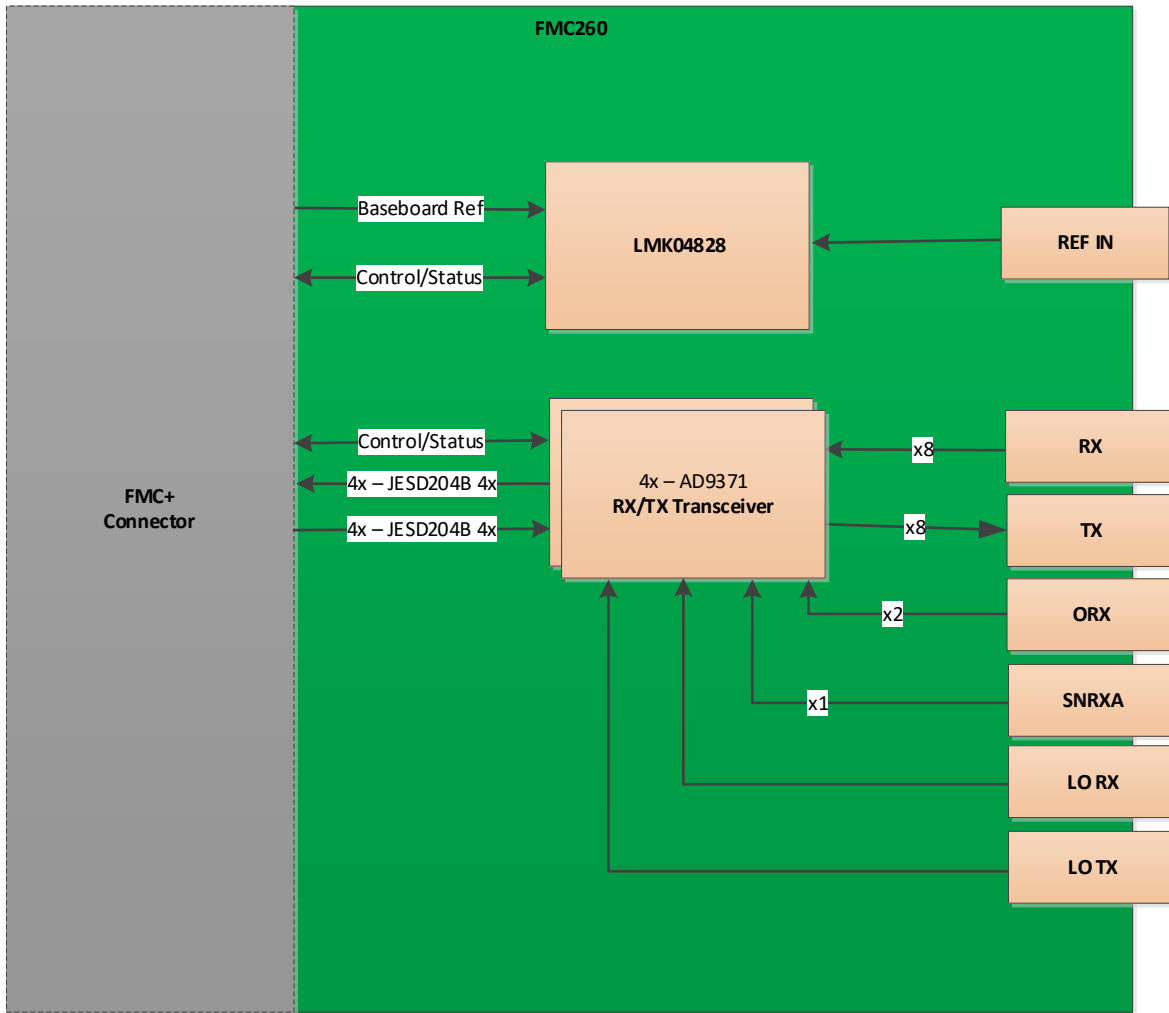 FMC260
LMK04828
Baseboard Ref
Control/Status
REF IN
Control/Status
4x – JESD204B 4x
4x – JESD204B 4x
FMC+
Connector
4x – AD9371
RX/TX Transceiver
x8
RX
x8
TX
x2
ORX
x1
SNRXA
LO RX
LO TX